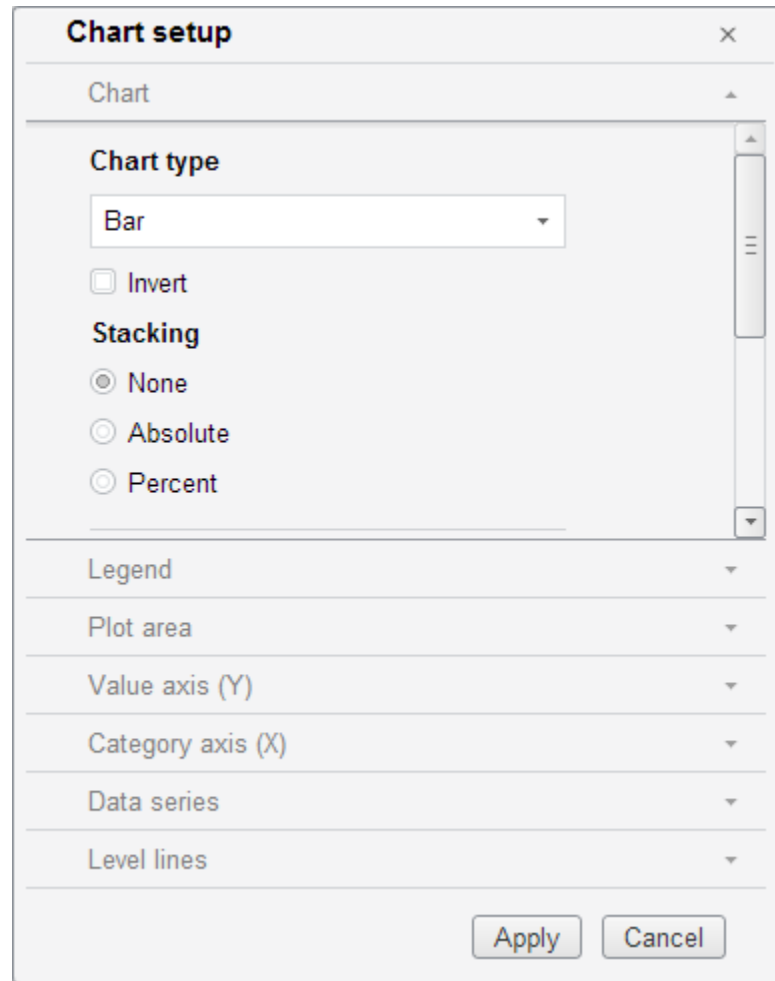 Chart setup
Chart
Chart type
Bar
Invert
Stacking
None
Absolute
Percent
Legend
Plot area
Value axis (Y)
Category axis (X)
Data series
Level lines
Apply Cancel